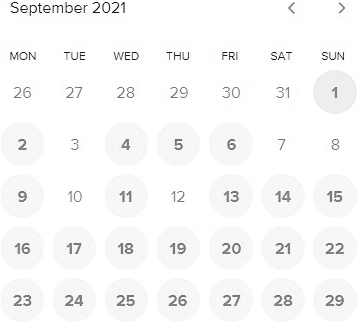 September 2021
MON TUE WED THU FRI SAT SUN
26 27 28 29 30 31 1
2 3 4 5 6 7 8
9 10 11 12 13 14 15
16 17 18 19 20 21 22
23 24 25 26 27 28 29